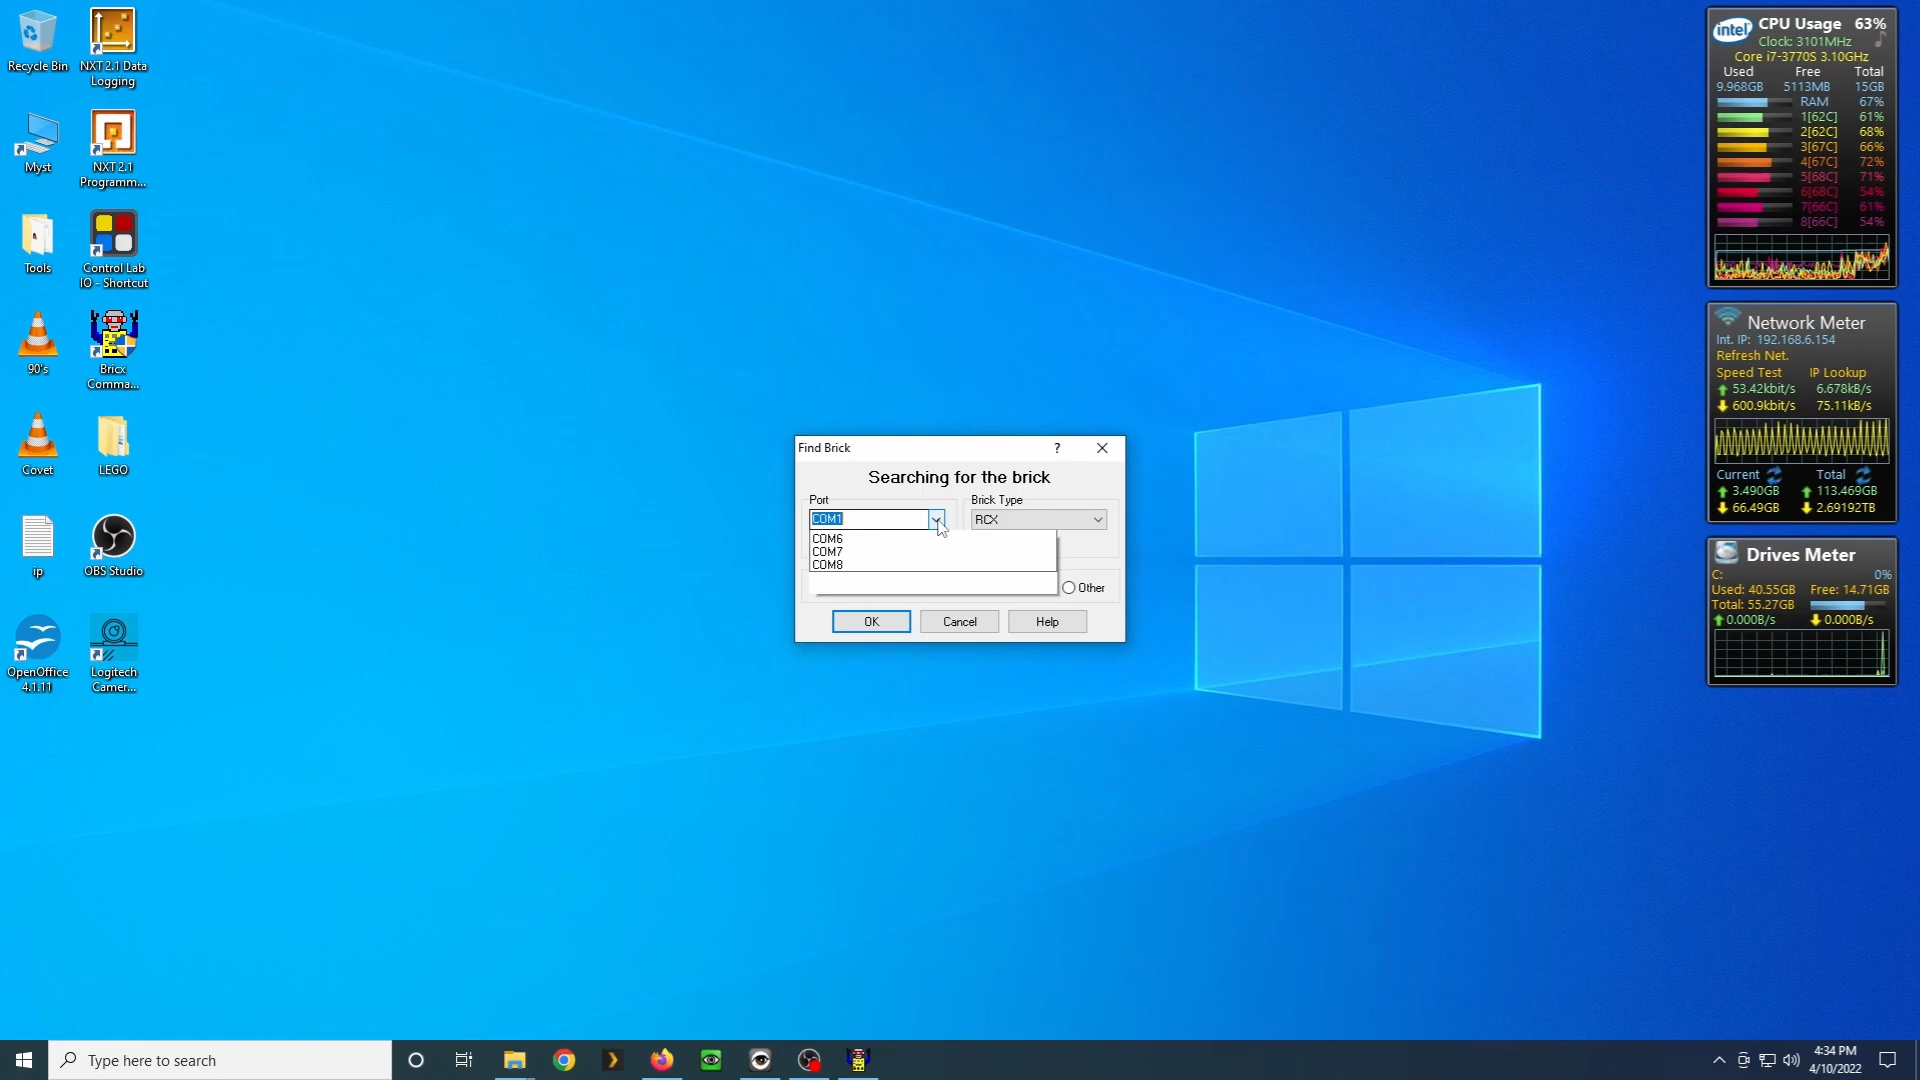 Recycle Bin
NXT 2.1 Data
Logging
Myst
NXT 2.1
Programm...
Tools
Control Lab
IO - Shortcut
90's
Bricx
Comma...
Covet
LEGO
ip
OBS Studio
OpenOffice
4.1.11
Logitech
Camer...
Find Brick
?
Searching for the brick
Port
Brick Type
COM1
RCX
COM6
COM7
COM8
Other
OK
Cancel
Help
intel
CPU Usage 63%
Clock: 3101MHz
Core i7-3770S 3.10GHz
Used Free Total
9.968GB 5113MB 15GB
RAM 67%
1[62C] 61%
2[62C] 68%
3[67C] 66%
4[67C] 72%
5[68C] 71%
6[68C] 54%
7[66C] 61%
8[66C] 54%
Network Meter
Int. IP: 192.168.6.154
Refresh Net.
Speed Test IP Lookup
53.42kbit/s 6.678kB/s
600.9kbit/s 75.11kB/s
Current Total
3.490GB 113.469GB
66.49GB 2.69192TB
Drives Meter
C: 0%
Used: 40.55GB Free: 14.71GB
Total: 55.27GB
0.000B/s 0.000B/s
Type here to search
4:34 PM
4/10/2022